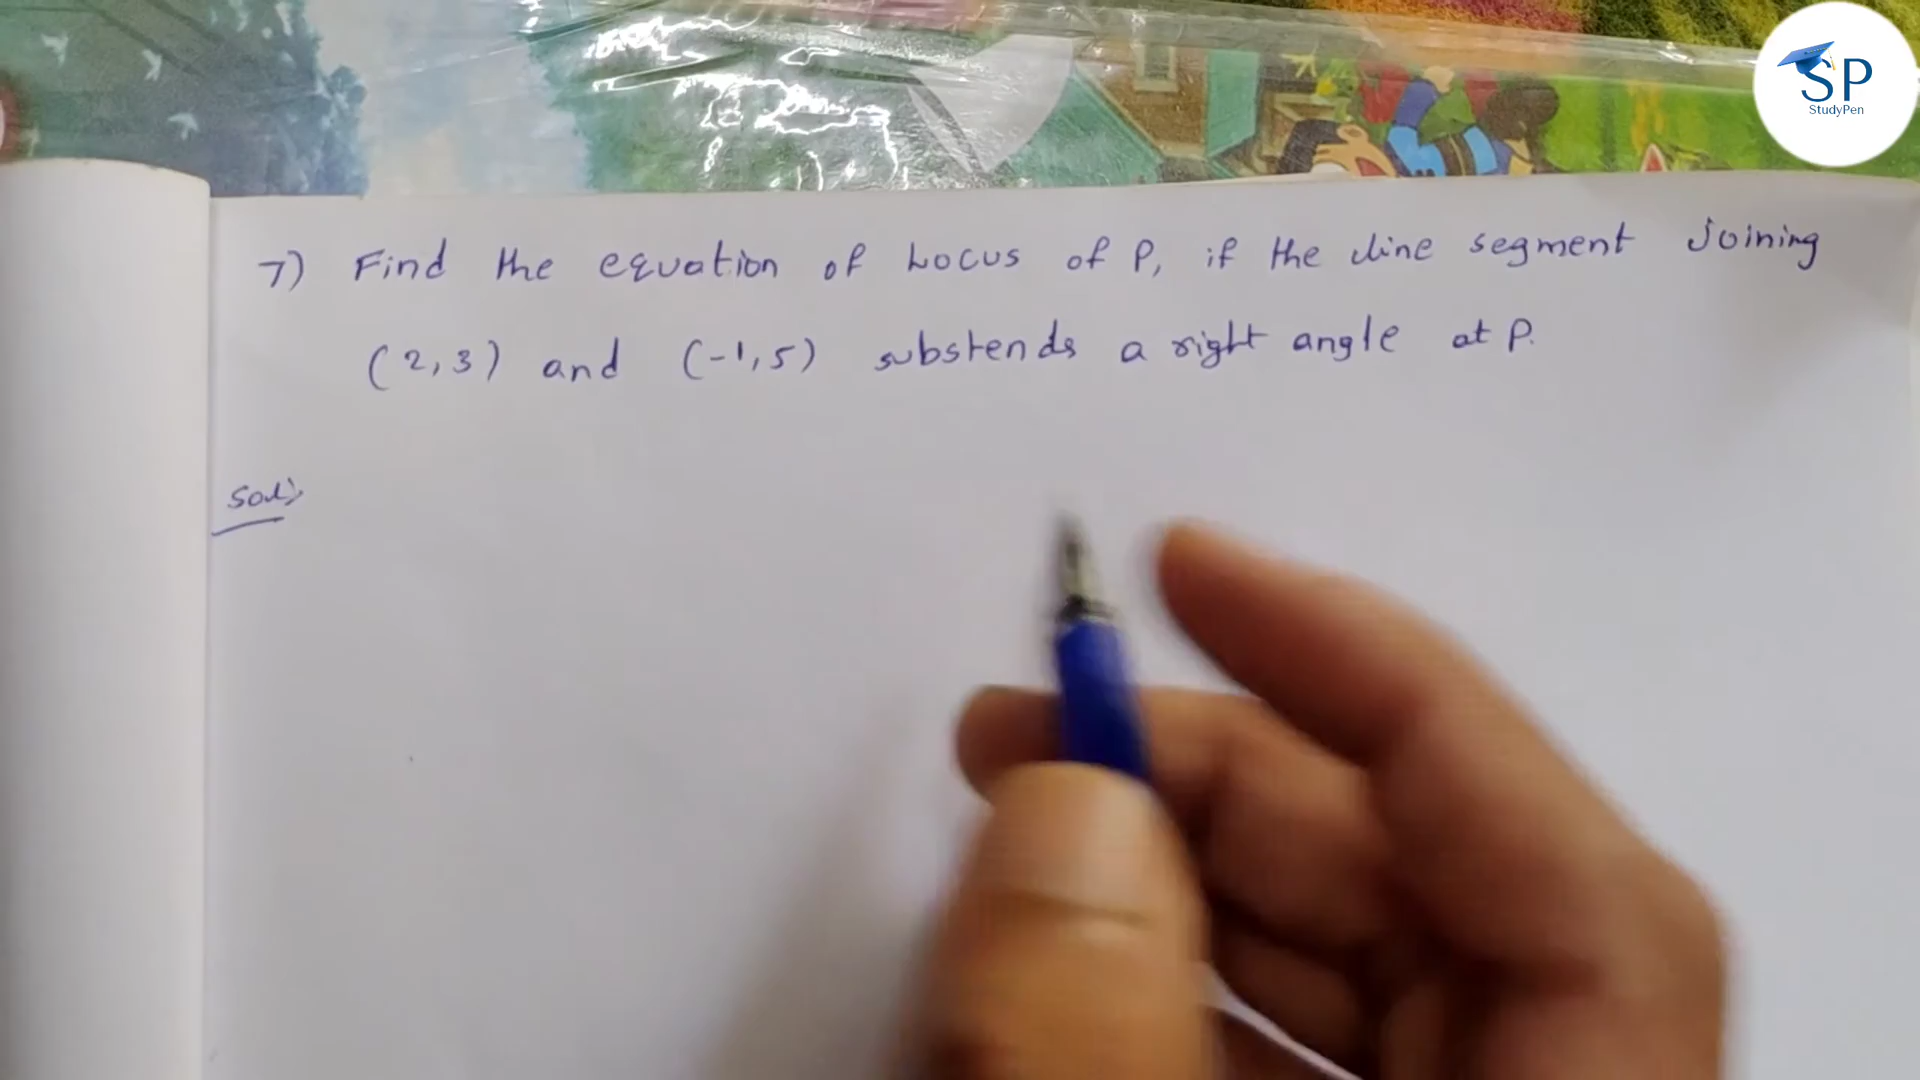 SP
StudyPen
7) Find the equation of Locus of P, if the line segment Joining
(2,3) and (-1,5) substends a right angle at P.
Sol: